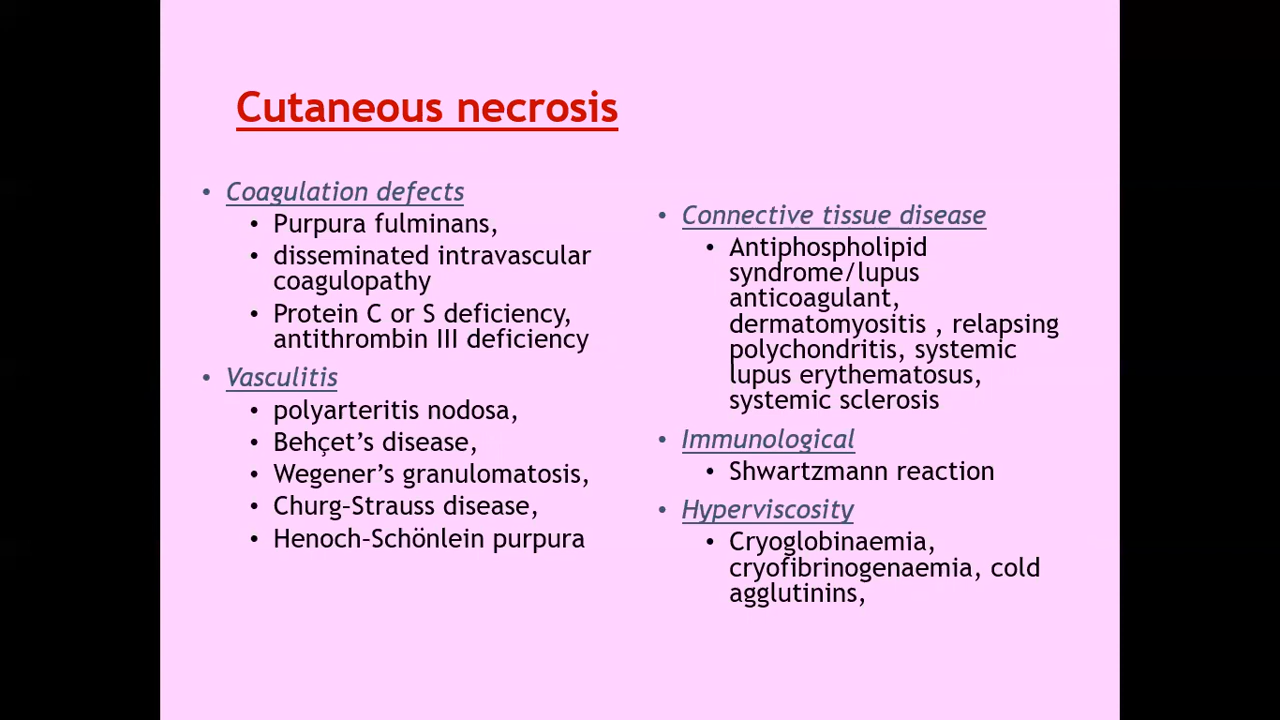 Cutaneous necrosis
• Coagulation defects
• Purpura fulminans,
• disseminated intravascular
coagulopathy
• Protein C or S deficiency,
antithrombin III deficiency
• Vasculitis
• polyarteritis nodosa,
• Behçet’s disease,
• Wegener’s granulomatosis,
• Churg–Strauss disease,
• Henoch–Schönlein purpura
• Connective tissue disease
• Antiphospholipid
syndrome/lupus
anticoagulant,
dermatomyositis , relapsing
polychondritis, systemic
lupus erythematosus,
systemic sclerosis
• Immunological
• Shwartzmann reaction
• Hyperviscosity
• Cryoglobinaemia,
cryofibrinogenaemia, cold
agglutinins,